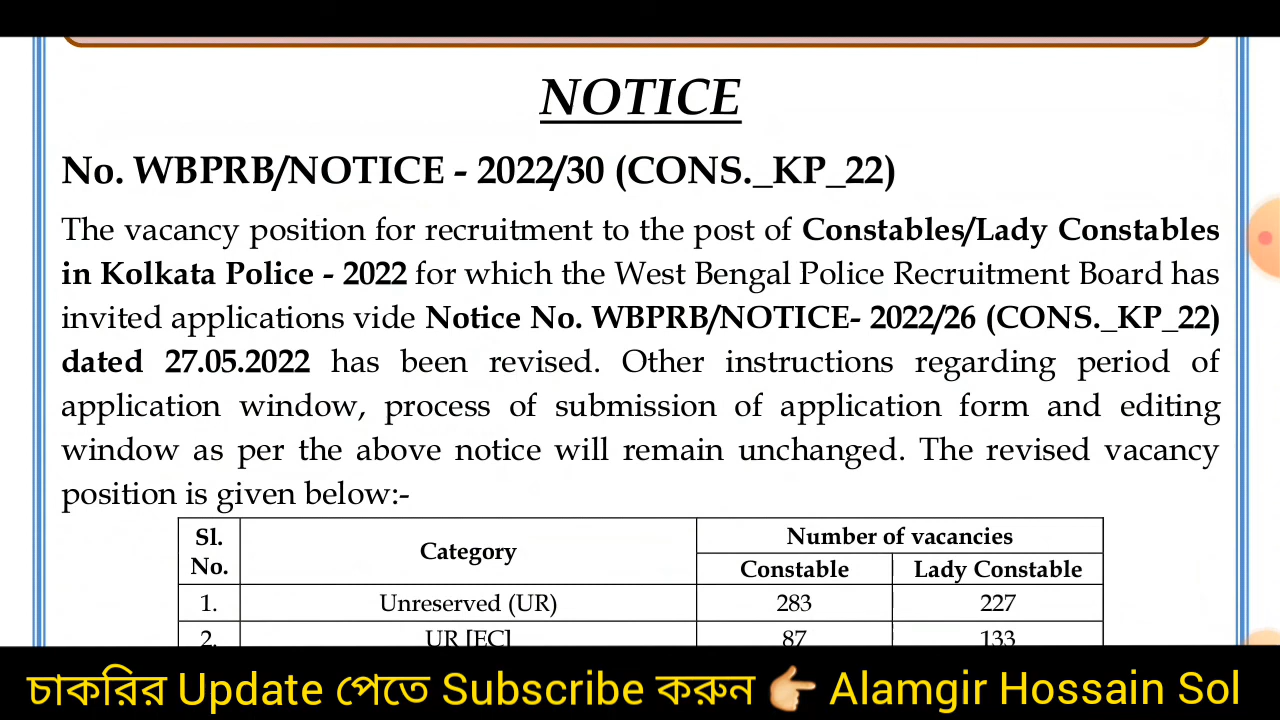 NOTICE
No. WBPRB/NOTICE - 2022/30 (CONS._KP_22)
The vacancy position for recruitment to the post of Constables/Lady Constables
in Kolkata Police - 2022 for which the West Bengal Police Recruitment Board has
invited applications vide Notice No. WBPRB/NOTICE- 2022/26 (CONS._KP_22)
dated 27.05.2022 has been revised. Other instructions regarding period of
application window, process of submission of application form and editing
window as per the above notice will remain unchanged. The revised vacancy
position is given below:-
Sl. No. Category Number of vacancies
Constable Lady Constable
1. Unreserved (UR) 283 227
2. UR [EC] 87 133
চাকরির Update পেতে Subscribe করুন 👉 Alamgir Hossain Sol